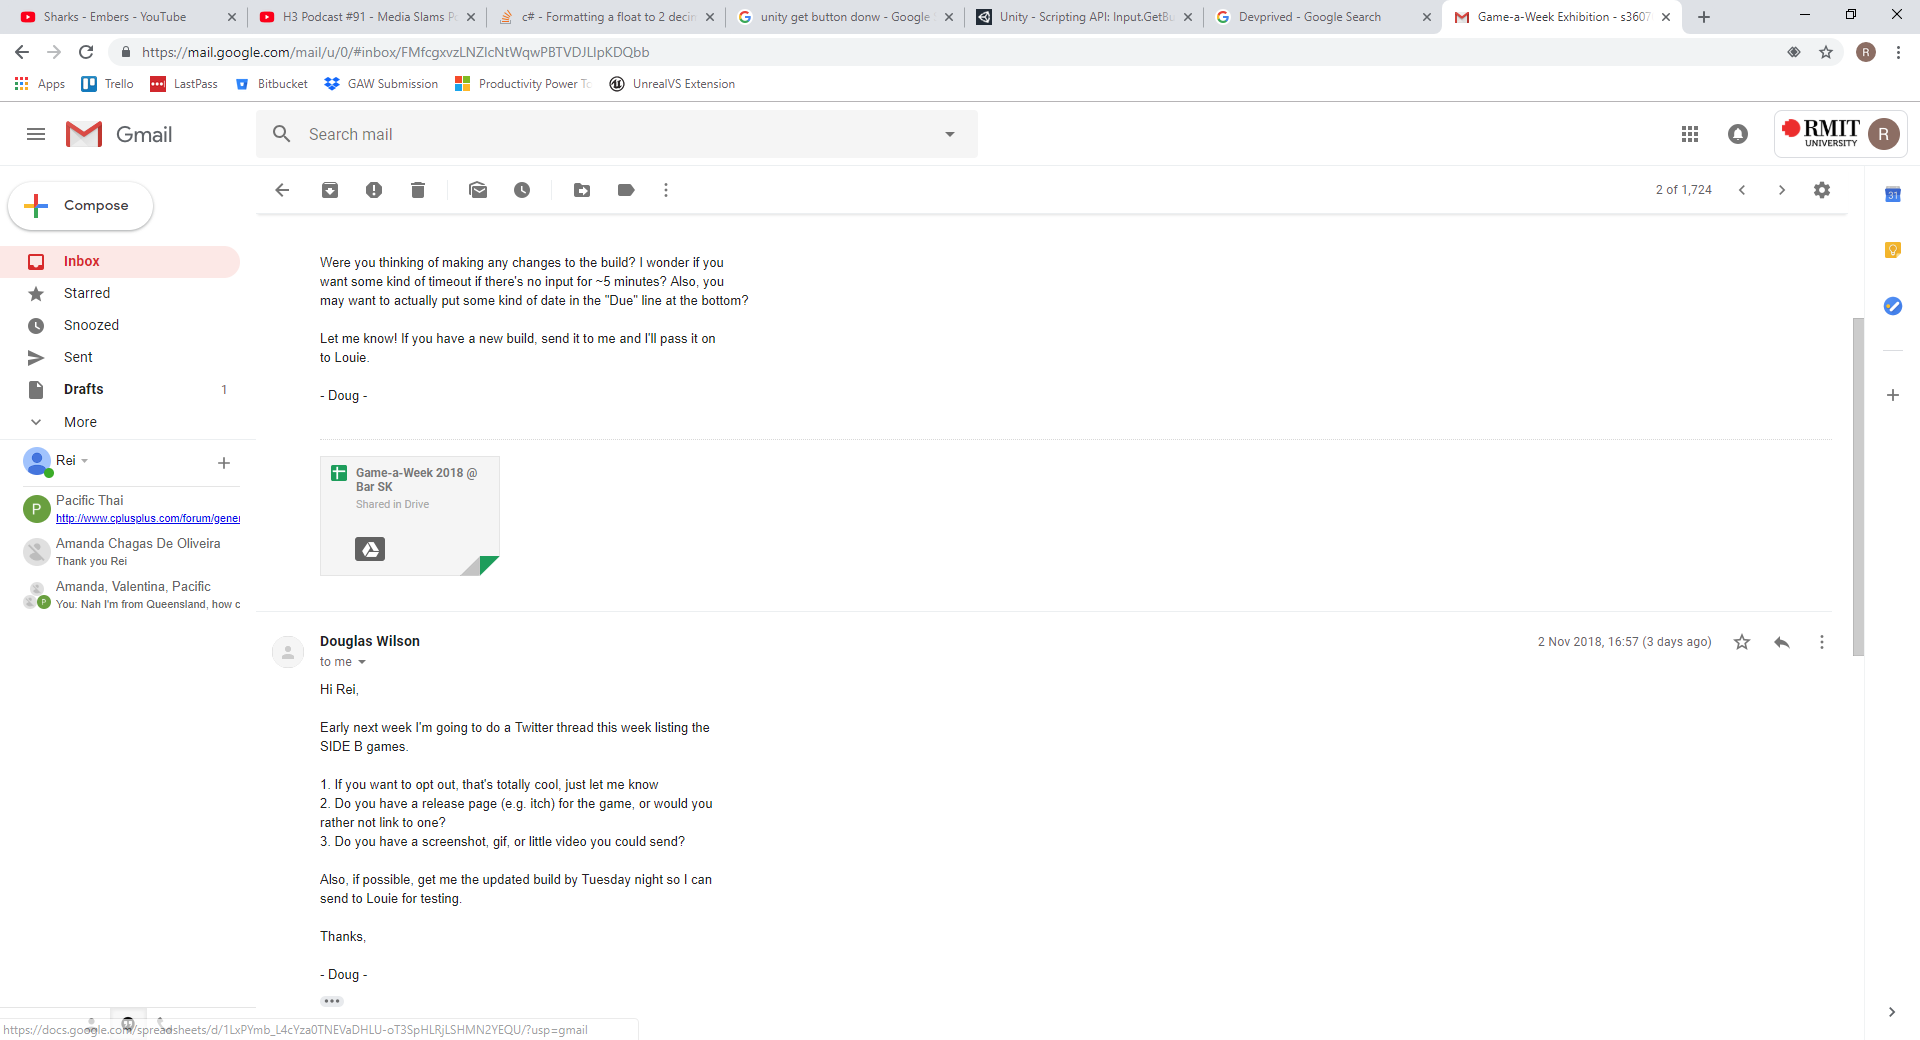 Sharks - Embers - YouTube
H3 Podcast #91 - Media Slams P
c# - Formatting a float to 2 decim
unity get button donw - Google
Unity - Scripting API: Input.GetBu
Devprived - Google Search
Game-a-Week Exhibition - s3607
https://mail.google.com/mail/u/0/#inbox/FMfcgxvzLNZlcNtWqwPBTVDJLlpKDQbb
R
Apps
Trello
LastPass
Bitbucket
GAW Submission
Productivity Power To
UnrealVS Extension
Gmail
Search mail
RMIT
UNIVERSITY
R
Compose
2 of 1,724
31
Inbox
Starred
Snoozed
Sent
Drafts
1
More
Rei
P
Pacific Thai
http://www.cplusplus.com/forum/gener
Amanda Chagas De Oliveira
Thank you Rei
Amanda, Valentina, Pacific
P
You: Nah I'm from Queensland, how c
Were you thinking of making any changes to the build? I wonder if you
want some kind of timeout if there's no input for ~5 minutes? Also, you
may want to actually put some kind of date in the "Due" line at the bottom?
Let me know! If you have a new build, send it to me and I'll pass it on
to Louie.
- Doug -
Game-a-Week 2018 @
Bar SK
Shared in Drive
Douglas Wilson
2 Nov 2018, 16:57 (3 days ago)
to me
Hi Rei,
Early next week I'm going to do a Twitter thread this week listing the
SIDE B games.
1. If you want to opt out, that's totally cool, just let me know
2. Do you have a release page (e.g. itch) for the game, or would you
rather not link to one?
3. Do you have a screenshot, gif, or little video you could send?
Also, if possible, get me the updated build by Tuesday night so I can
send to Louie for testing.
Thanks,
- Doug -
https://docs.google.com/spreadsheets/d/1LxPYmb_L4cYza0TNEVaDHLU-oT3SpHLRjLSHMN2YEQU/?usp=gmail